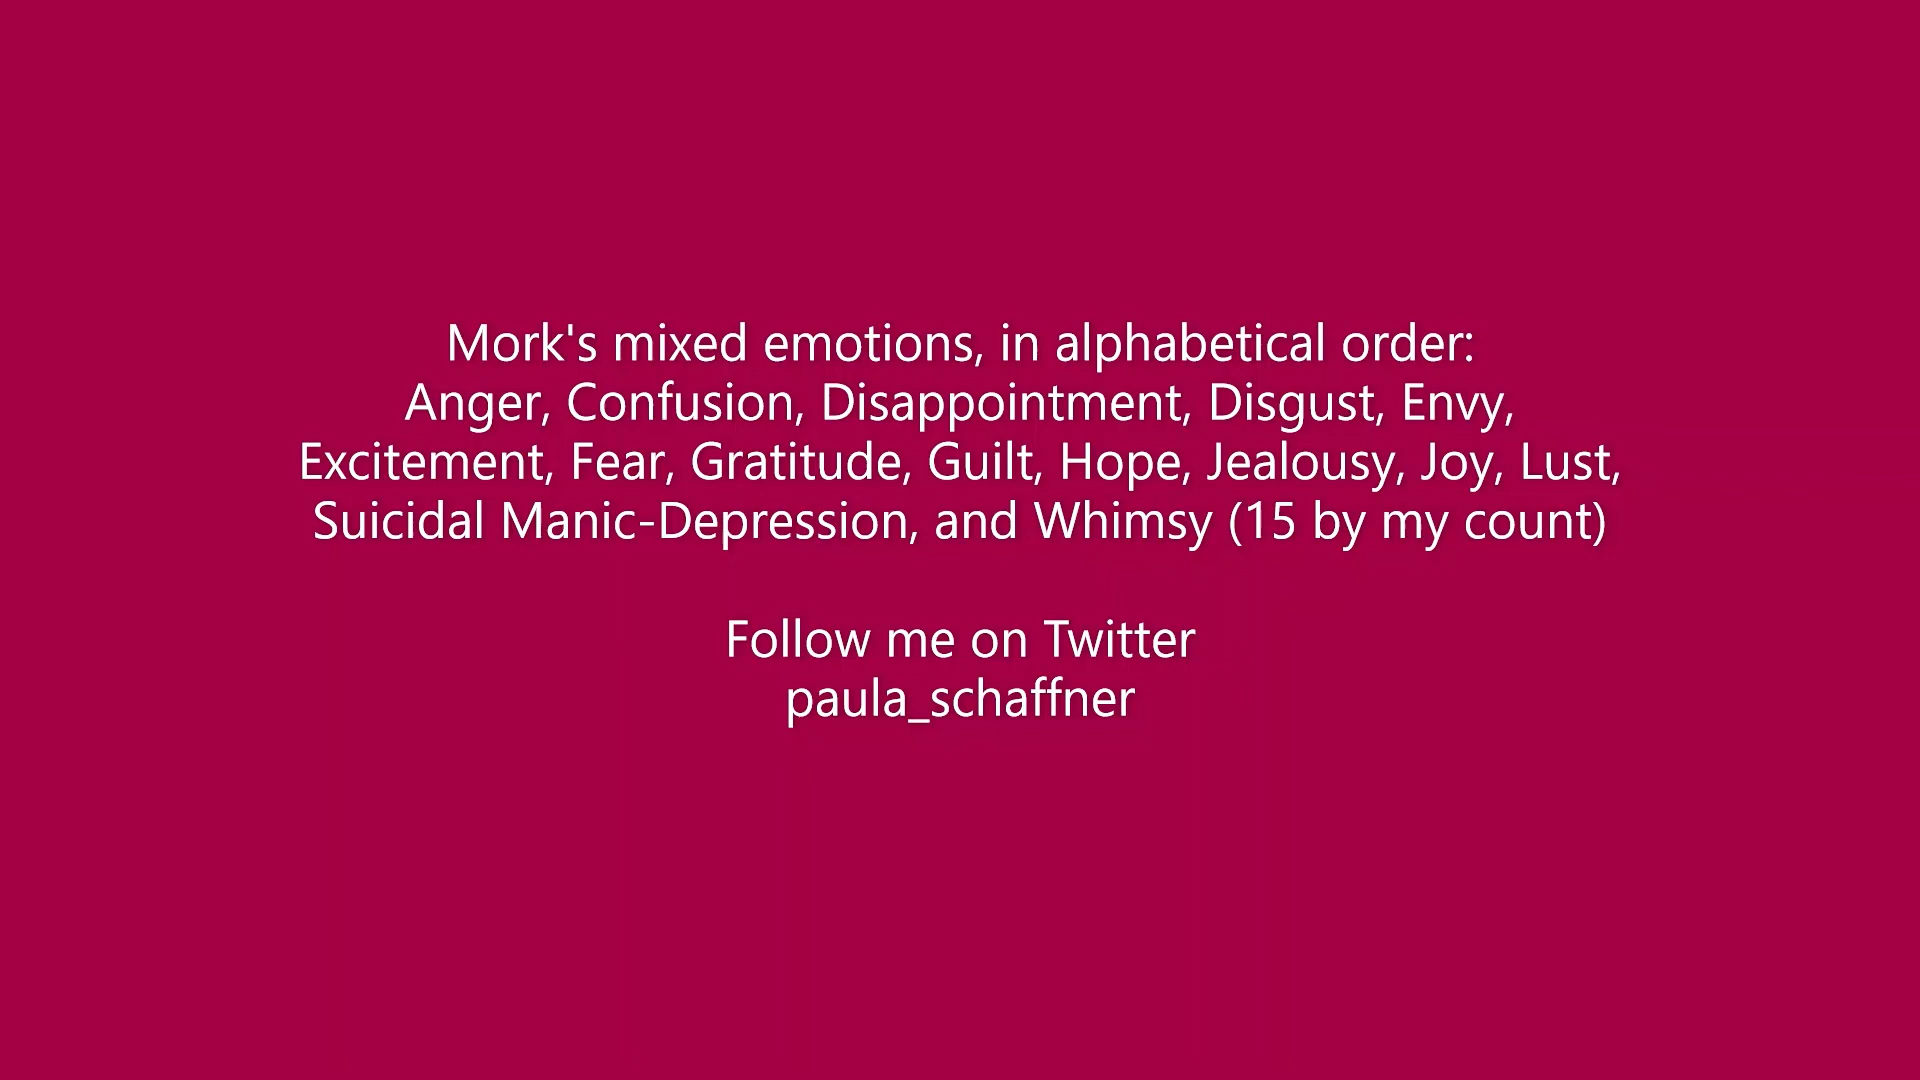 Mork's mixed emotions, in alphabetical order:
Anger, Confusion, Disappointment, Disgust, Envy,
Excitement, Fear, Gratitude, Guilt, Hope, Jealousy, Joy, Lust,
Suicidal Manic-Depression, and Whimsy (15 by my count)
Follow me on Twitter
paula_schaffner